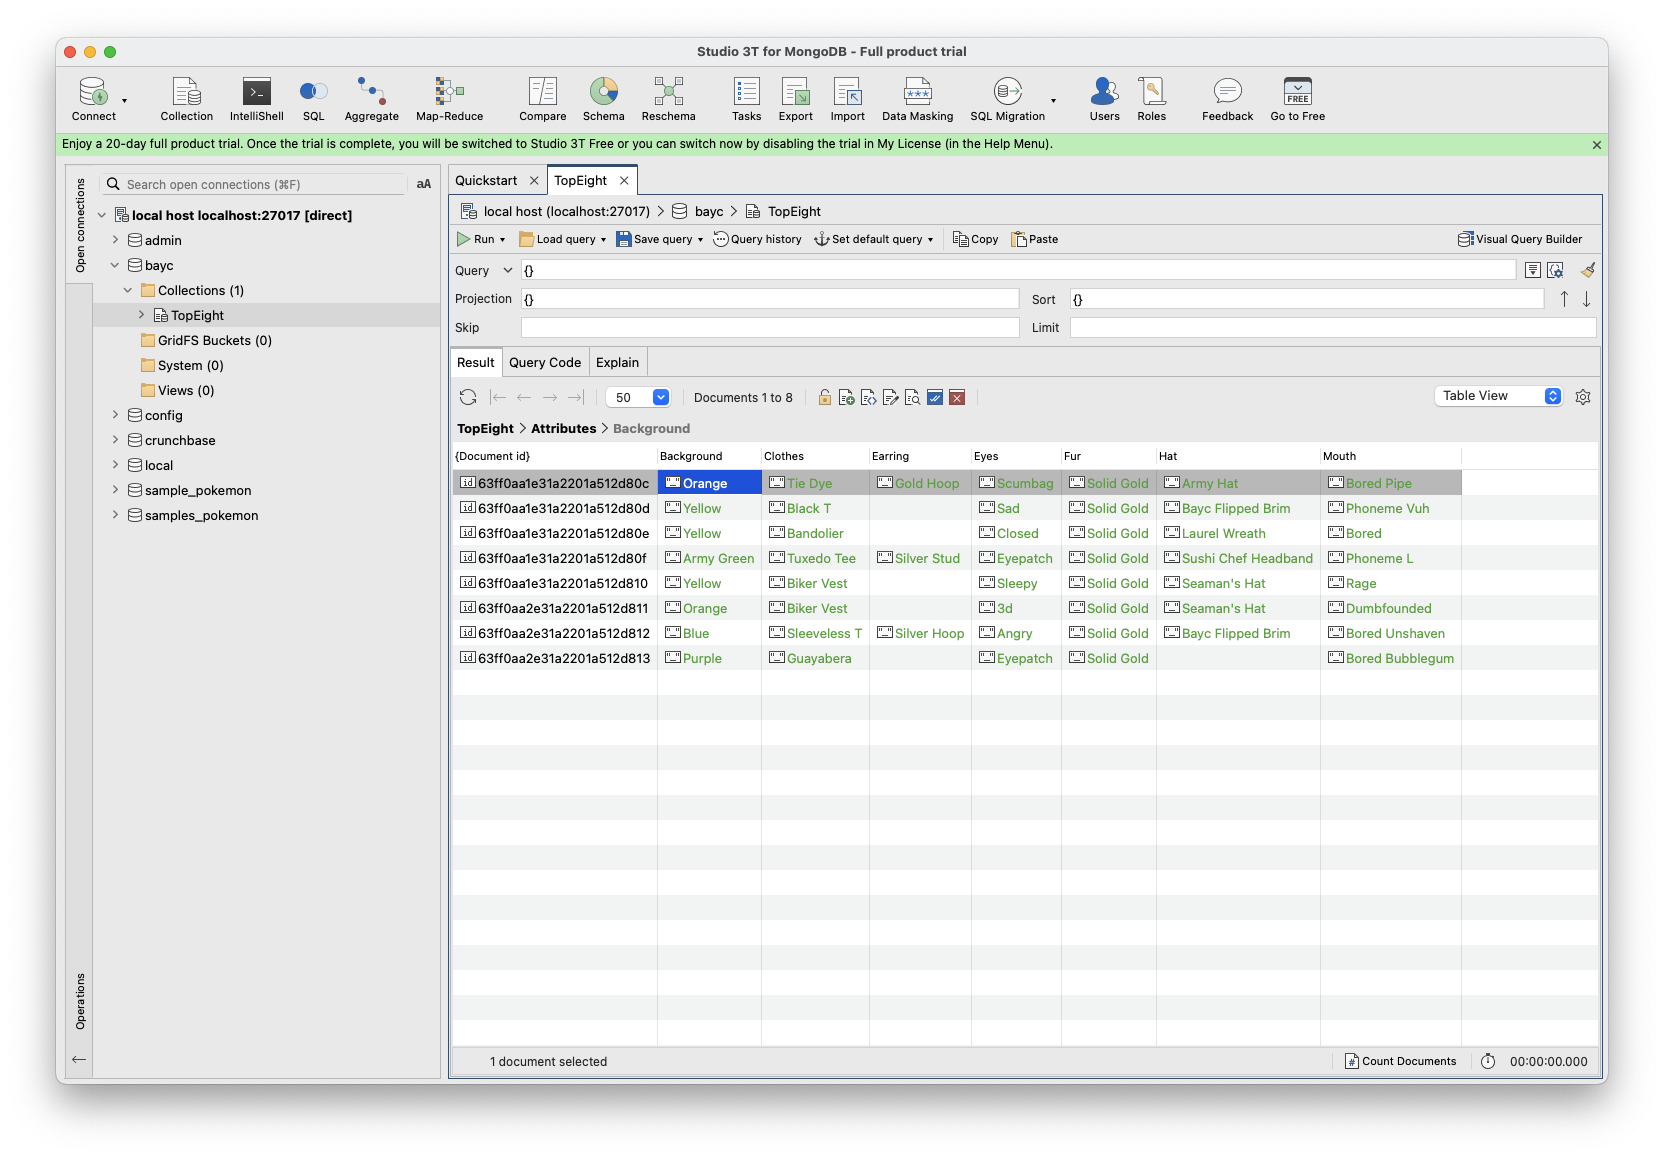 Studio 3T for MongoDB - Full product trial
Connect Collection IntelliShell SQL Aggregate Map-Reduce Compare Schema Reschema Tasks Export Import Data Masking SQL Migration Users Roles Feedback FREE Go to Free
Enjoy a 20-day full product trial. Once the trial is complete, you will be switched to Studio 3T Free or you can switch now by disabling the trial in My License (in the Help Menu).
Open connections
Search open connections (⌘F) aA
local host localhost:27017 [direct]
admin
bayc
Collections (1)
TopEight
GridFS Buckets (0)
System (0)
Views (0)
config
crunchbase
local
sample_pokemon
samples_pokemon
Operations
Quickstart TopEight
local host (localhost:27017) > bayc > TopEight
Run Load query Save query Query history Set default query Copy Paste Visual Query Builder
Query {}
Projection {} Sort {}
Skip Limit
Result Query Code Explain
50 Documents 1 to 8 Table View
TopEight > Attributes > Background
{Document id} Background Clothes Earring Eyes Fur Hat Mouth
id 63ff0aa1e31a2201a512d80c Orange Tie Dye Gold Hoop Scumbag Solid Gold Army Hat Bored Pipe
id 63ff0aa1e31a2201a512d80d Yellow Black T Sad Solid Gold Bayc Flipped Brim Phoneme Vuh
id 63ff0aa1e31a2201a512d80e Yellow Bandolier Closed Solid Gold Laurel Wreath Bored
id 63ff0aa1e31a2201a512d80f Army Green Tuxedo Tee Silver Stud Eyepatch Solid Gold Sushi Chef Headband Phoneme L
id 63ff0aa1e31a2201a512d810 Yellow Biker Vest Sleepy Solid Gold Seaman's Hat Rage
id 63ff0aa2e31a2201a512d811 Orange Biker Vest 3d Solid Gold Seaman's Hat Dumbfounded
id 63ff0aa2e31a2201a512d812 Blue Sleeveless T Silver Hoop Angry Solid Gold Bayc Flipped Brim Bored Unshaven
id 63ff0aa2e31a2201a512d813 Purple Guayabera Eyepatch Solid Gold Bored Bubblegum
1 document selected Count Documents 00:00:00.000